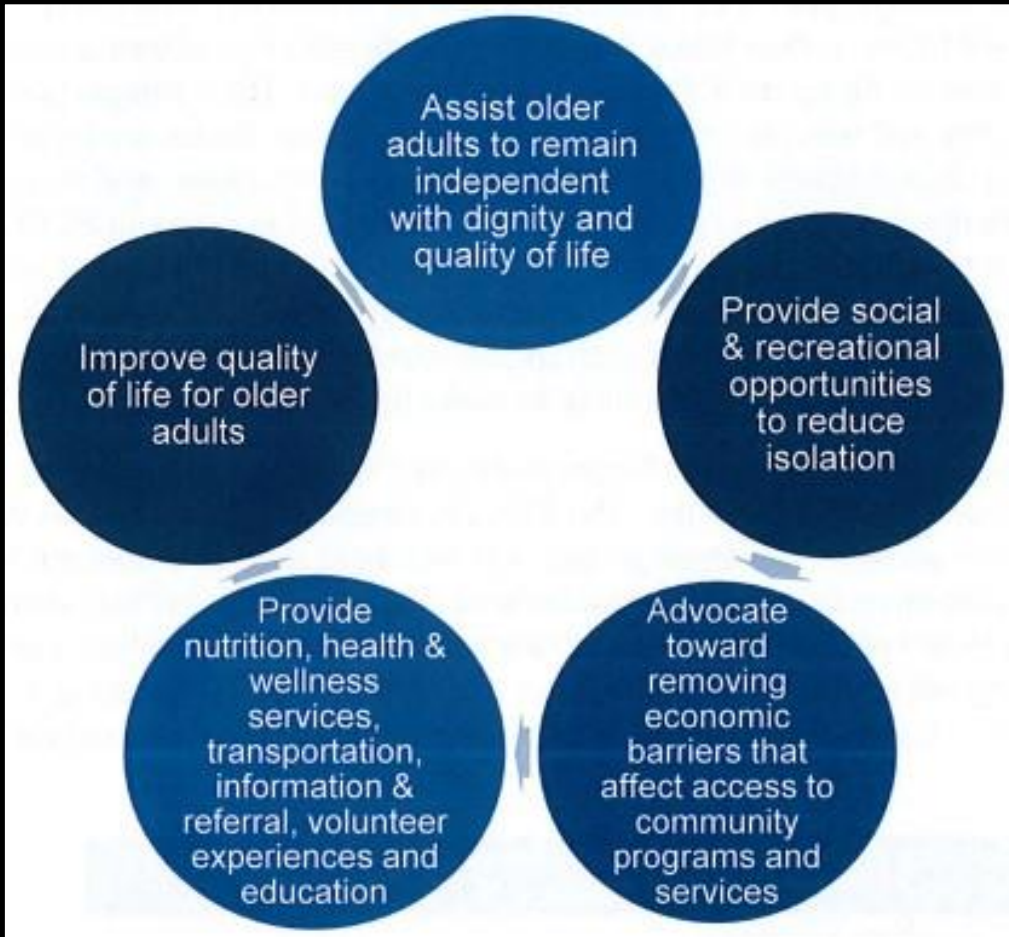 Assist older
adults to remain
independent
with dignity and
quality of life
Provide social
& recreational
opportunities
to reduce
isolation
Advocate
toward
removing
economic
barriers that
affect access to
community
programs and
services
Provide
nutrition, health &
wellness
services,
transportation,
information &
referral, volunteer
experiences and
education
Improve quality
of life for older
adults